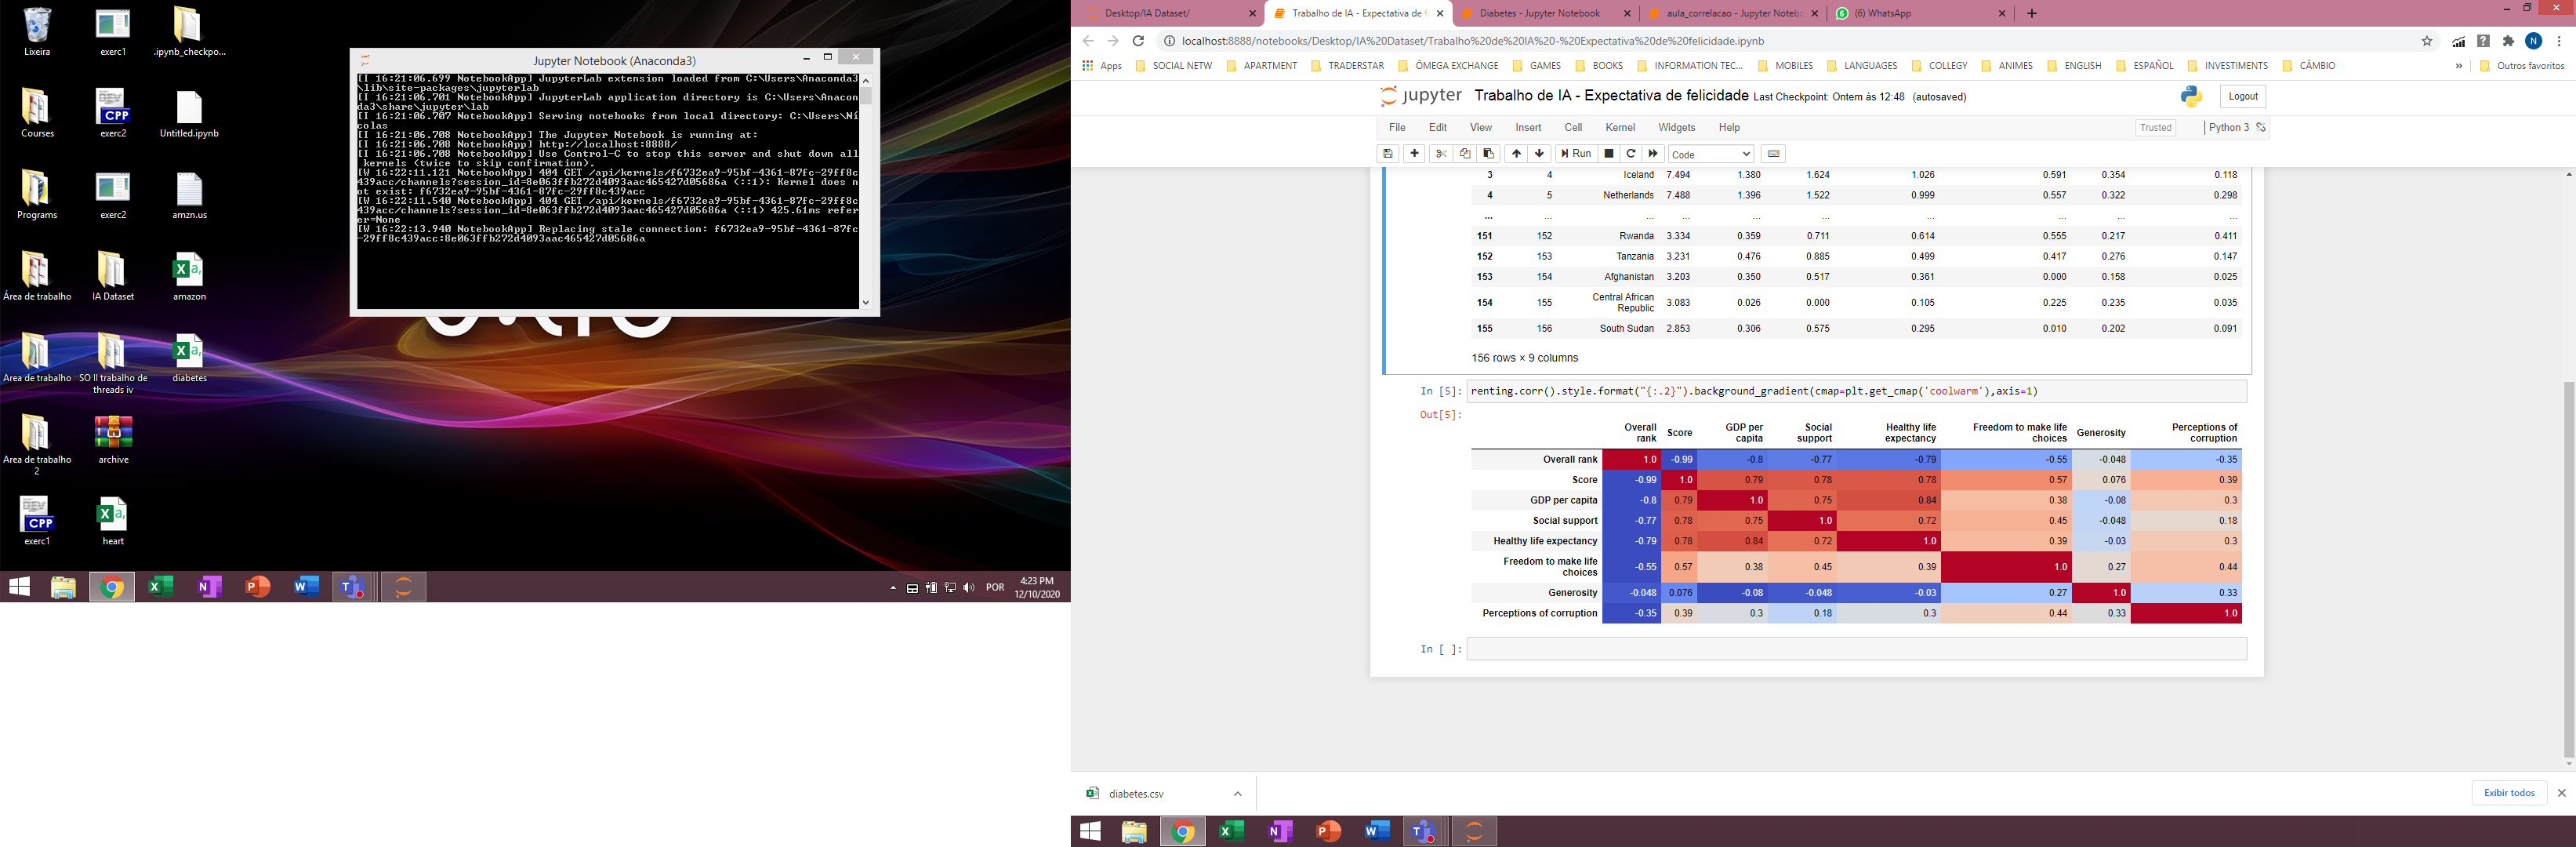 Lixeira
exerc1
.ipynb_checkpo...
Courses
exerc2
Untitled.ipynb
Programs
exerc2
amzn.us
Área de trabalho
IA Dataset
amazon
Area de trabalho
SO II trabalho de
threads iv
diabetes
Area de trabalho
2
archive
exerc1
heart
Jupyter Notebook (Anaconda3)
[I 16:21:06.699 NotebookApp] JupyterLab extension loaded from C:\Users\Anaconda3
\lib\site-packages\jupyterlab
[I 16:21:06.701 NotebookApp] JupyterLab application directory is C:\Users\Anacon
da3\share\jupyter\lab
[I 16:21:06.707 NotebookApp] Serving notebooks from local directory: C:\Users\Ní
colas
[I 16:21:06.708 NotebookApp] The Jupyter Notebook is running at:
[I 16:21:06.708 NotebookApp] http://localhost:8888/
[I 16:21:06.708 NotebookApp] Use Control-C to stop this server and shut down all
kernels (twice to skip confirmation).
[W 16:22:11.121 NotebookApp] 404 GET /api/kernels/f6732ea9-95bf-4361-87fc-29ff8c
439acc/channels?session_id=8e063ffb272d4093aac465427d05686a (::1): Kernel does n
ot exist: f6732ea9-95bf-4361-87fc-29ff8c439acc
[W 16:22:11.540 NotebookApp] 404 GET /api/kernels/f6732ea9-95bf-4361-87fc-29ff8c
439acc/channels?session_id=8e063ffb272d4093aac465427d05686a (::1) 425.61ms refer
er=None
[W 16:22:13.940 NotebookApp] Replacing stale connection: f6732ea9-95bf-4361-87fc
-29ff8c439acc:8e063ffb272d4093aac465427d05686a
POR
4:23 PM
12/10/2020
Desktop/IA Dataset/
Trabalho de IA - Expectativa de f
Diabetes - Jupyter Notebook
aula_correlacao - Jupyter Notebo
(6) WhatsApp
localhost:8888/notebooks/Desktop/IA%20Dataset/Trabalho%20de%20IA%20-%20Expectativa%20de%20felicidade.ipynb
Apps SOCIAL NETW APARTMENT TRADERSTAR ÔMEGA EXCHANGE GAMES BOOKS INFORMATION TEC... MOBILES LANGUAGES COLLEGY ANIMES ENGLISH ESPAÑOL INVESTIMENTS CÂMBIO » Outros favoritos
jupyter Trabalho de IA - Expectativa de felicidade Last Checkpoint: Ontem às 12:48 (autosaved) Logout
File Edit View Insert Cell Kernel Widgets Help Trusted Python 3
Run Code
3 4 Iceland 7.494 1.380 1.624 1.026 0.591 0.354 0.118
4 5 Netherlands 7.488 1.396 1.522 0.999 0.557 0.322 0.298
... ... ... ... ... ... ... ... ... ...
151 152 Rwanda 3.334 0.359 0.711 0.614 0.555 0.217 0.411
152 153 Tanzania 3.231 0.476 0.885 0.499 0.417 0.276 0.147
153 154 Afghanistan 3.203 0.350 0.517 0.361 0.000 0.158 0.025
154 155 Central African Republic 3.083 0.026 0.000 0.105 0.225 0.235 0.035
155 156 South Sudan 2.853 0.306 0.575 0.295 0.010 0.202 0.091
156 rows × 9 columns
In [5]: renting.corr().style.format("{:.2}").background_gradient(cmap=plt.get_cmap('coolwarm'),axis=1)
Out[5]:
Overall rank Score GDP per capita Social support Healthy life expectancy Freedom to make life choices Generosity Perceptions of corruption
Overall rank 1.0 -0.99 -0.8 -0.77 -0.79 -0.55 -0.048 -0.35
Score -0.99 1.0 0.79 0.78 0.78 0.57 0.076 0.39
GDP per capita -0.8 0.79 1.0 0.75 0.84 0.38 -0.08 0.3
Social support -0.77 0.78 0.75 1.0 0.72 0.45 -0.048 0.18
Healthy life expectancy -0.79 0.78 0.84 0.72 1.0 0.39 -0.03 0.3
Freedom to make life choices -0.55 0.57 0.38 0.45 0.39 1.0 0.27 0.44
Generosity -0.048 0.076 -0.08 -0.048 -0.03 0.27 1.0 0.33
Perceptions of corruption -0.35 0.39 0.3 0.18 0.3 0.44 0.33 1.0
In [ ]:
diabetes.csv
Exibir todos